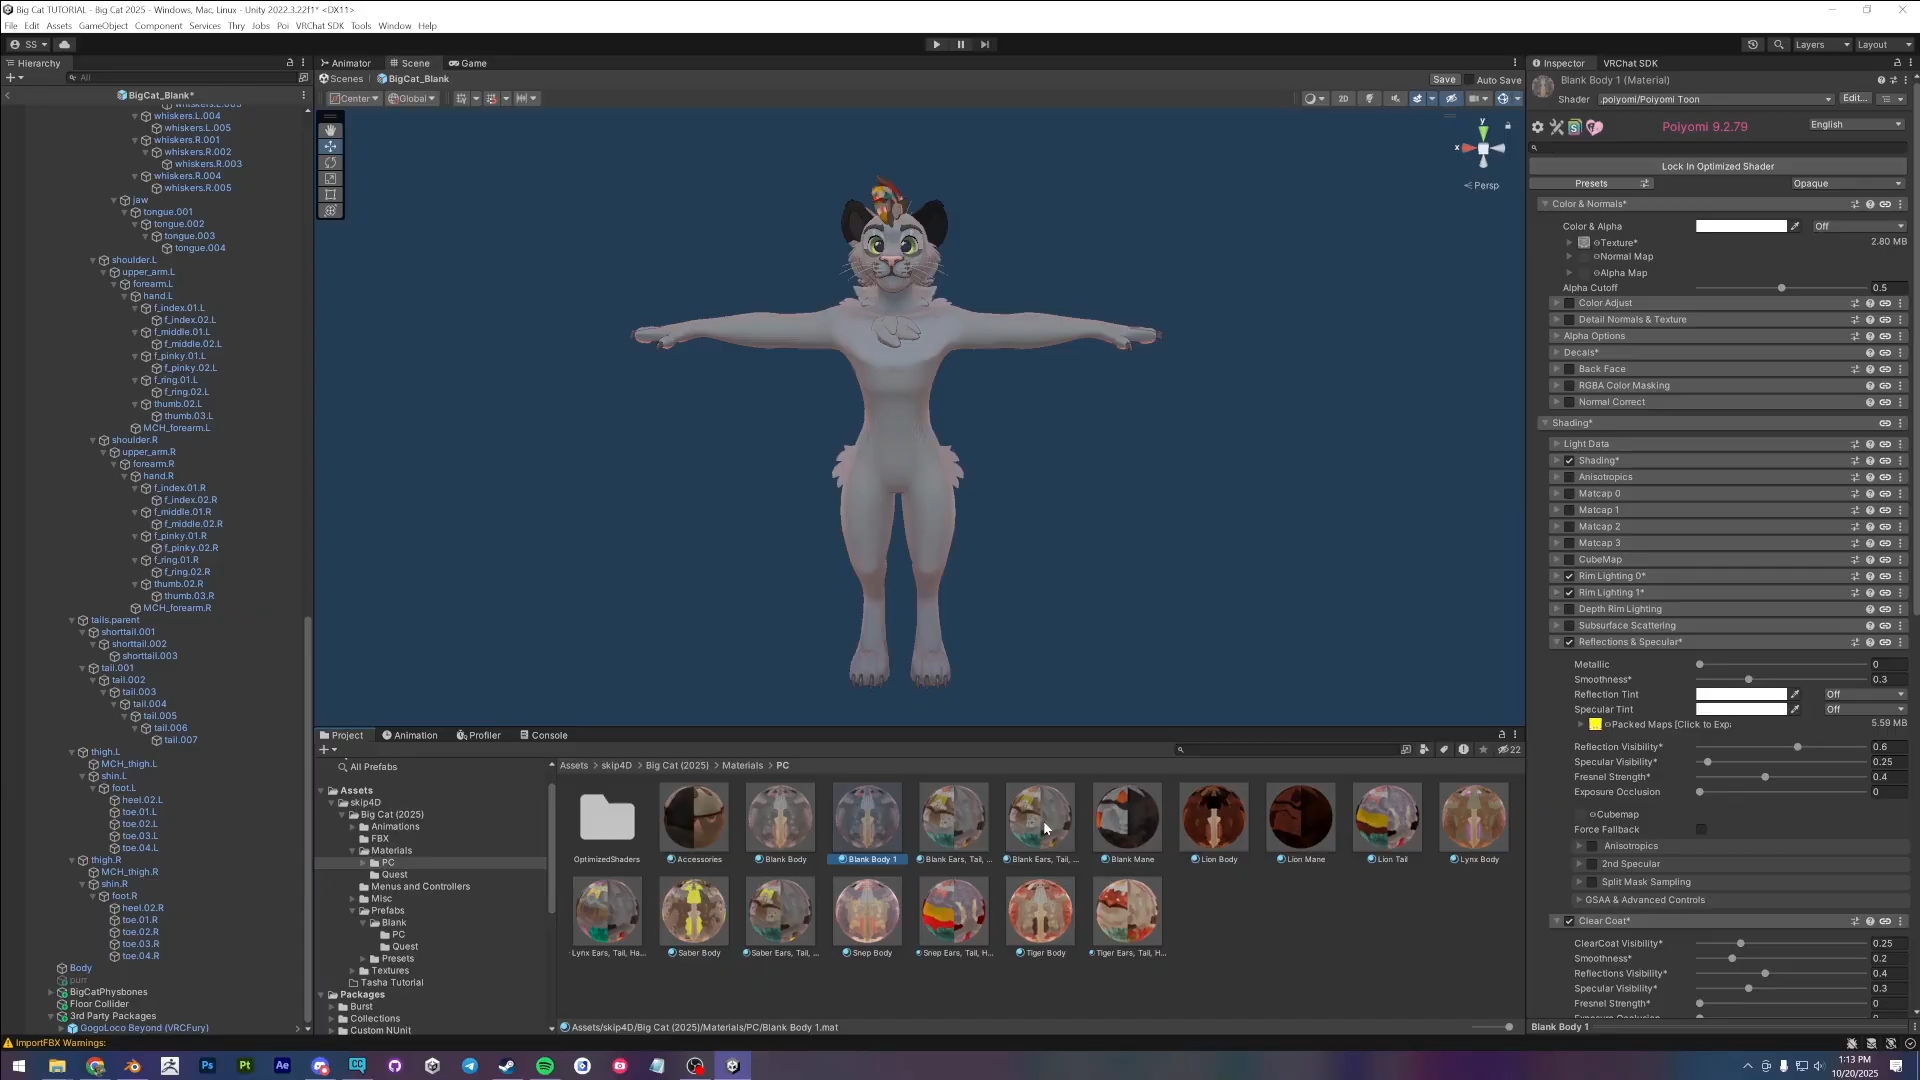 Big Cat TUTORIAL - Big Cat 2025 - Windows, Mac, Linux - Unity 2022.3.22f1* <DX11>
File Edit Assets GameObject Component Services Thry Jobs Poi VRChat SDK Tools Window Help
SS
Layers Layout
Hierarchy
All
BigCat_Blank*
whiskers.L.003
whiskers.L.004
whiskers.L.005
whiskers.R.001
whiskers.R.002
whiskers.R.003
whiskers.R.004
whiskers.R.005
jaw
tongue.001
tongue.002
tongue.003
tongue.004
shoulder.L
upper_arm.L
forearm.L
hand.L
f_index.01.L
f_index.02.L
f_middle.01.L
f_middle.02.L
f_pinky.01.L
f_pinky.02.L
f_ring.01.L
f_ring.02.L
thumb.02.L
thumb.03.L
MCH_forearm.L
shoulder.R
upper_arm.R
forearm.R
hand.R
f_index.01.R
f_index.02.R
f_middle.01.R
f_middle.02.R
f_pinky.01.R
f_pinky.02.R
f_ring.01.R
f_ring.02.R
thumb.02.R
thumb.03.R
MCH_forearm.R
tails.parent
shorttail.001
shorttail.002
shorttail.003
tail.001
tail.002
tail.003
tail.004
tail.005
tail.006
tail.007
thigh.L
MCH_thigh.L
shin.L
foot.L
heel.02.L
toe.01.L
toe.02.L
toe.03.L
toe.04.L
thigh.R
MCH_thigh.R
shin.R
foot.R
heel.02.R
toe.01.R
toe.02.R
toe.03.R
toe.04.R
Body
purr
BigCatPhysbones
Floor Collider
3rd Party Packages
GogoLoco Beyond (VRCFury)
ImportFBX Warnings:
Animator Scene Game
Scenes BigCat_Blank
Save Auto Save
Center Global
2D
y
x
Persp
Project Animation Profiler Console
22
All Prefabs
Assets
skip4D
Big Cat (2025)
Animations
FBX
Materials
PC
Quest
Menus and Controllers
Misc
Prefabs
Blank
PC
Quest
Presets
Textures
Tasha Tutorial
Packages
Burst
Collections
Custom NUnit
Assets > skip4D > Big Cat (2025) > Materials > PC
OptimizedShaders Accessories Blank Body Blank Body 1 Blank Ears, Tail, ... Blank Ears, Tail, ... Blank Mane Lion Body Lion Mane Lion Tail Lynx Body
Lynx Ears, Tail, Ha... Saber Body Saber Ears, Tail, ... Snep Body Snep Ears, Tail, H... Tiger Body Tiger Ears, Tail, H...
Assets/skip4D/Big Cat (2025)/Materials/PC/Blank Body 1.mat
Inspector VRChat SDK
Blank Body 1 (Material)
Shader .poiyomi/Poiyomi Toon Edit...
Poiyomi 9.2.79 English
Lock In Optimized Shader
Presets Opaque
Color & Normals*
Color & Alpha Off
Texture* 2.80 MB
Normal Map
Alpha Map
Alpha Cutoff 0.5
Color Adjust
Detail Normals & Texture
Alpha Options
Decals*
Back Face
RGBA Color Masking
Normal Correct
Shading*
Light Data
Shading*
Anisotropics
Matcap 0
Matcap 1
Matcap 2
Matcap 3
CubeMap
Rim Lighting 0*
Rim Lighting 1*
Depth Rim Lighting
Subsurface Scattering
Reflections & Specular*
Metallic 0
Smoothness* 0.3
Reflection Tint Off
Specular Tint Off
Packed Maps [Click to Exp: 5.59 MB
Reflection Visibility* 0.6
Specular Visibility* 0.25
Fresnel Strength* 0.4
Exposure Occlusion 0
Cubemap
Force Fallback
Anisotropics
2nd Specular
Split Mask Sampling
GSAA & Advanced Controls
Clear Coat*
ClearCoat Visibility* 0.25
Smoothness* 0.2
Reflections Visibility* 0.4
Specular Visibility* 0.3
Fresnel Strength* 0
Exposure Occlusion 0
Blank Body 1
Ps Pt Ae CC
1:13 PM
10/20/2025